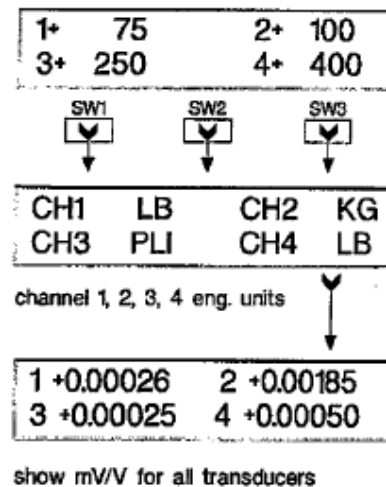 1+ 75 2+ 100
3+ 250 4+ 400
SW1 SW2 SW3
CH1 LB CH2 KG
CH3 PLI CH4 LB
channel 1, 2, 3, 4 eng. units
1 +0.00026 2 +0.00185
3 +0.00025 4 +0.00050
show mV/V for all transducers